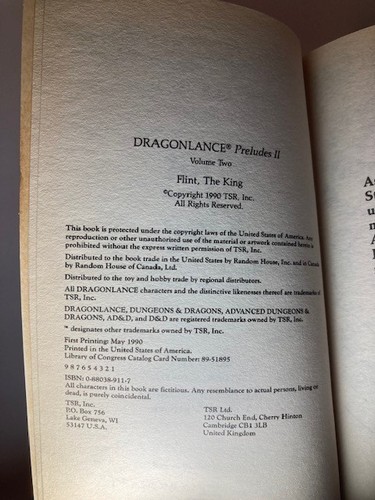 DRAGONLANCE® Preludes II
Volume Two
Flint, The King
©Copyright 1990 TSR, Inc.
All Rights Reserved.
This book is protected under the copyright laws of the United States of America. Any
reproduction or other unauthorized use of the material or artwork contained herein is
prohibited without the express written permission of TSR, Inc.
Distributed to the book trade in the United States by Random House, Inc. and in Canada
by Random House of Canada, Ltd.
Distributed to the toy and hobby trade by regional distributors.
All DRAGONLANCE characters and the distinctive likenesses thereof are trademarks of
TSR, Inc.
DRAGONLANCE, DUNGEONS & DRAGONS, ADVANCED DUNGEONS &
DRAGONS, AD&D, and D&D are registered trademarks owned by TSR, Inc.
™ designates other trademarks owned by TSR, Inc.
First Printing: May 1990
Printed in the United States of America.
Library of Congress Catalog Card Number: 89-51895
9 8 7 6 5 4 3 2 1
ISBN: 0-88038-911-7
All characters in this book are fictitious. Any resemblance to actual persons, living or
dead, is purely coincidental.
TSR, Inc.
P.O. Box 756
Lake Geneva, WI
53147 U.S.A.
TSR Ltd.
120 Church End, Cherry Hinton
Cambridge CB1 3LB
United Kingdom